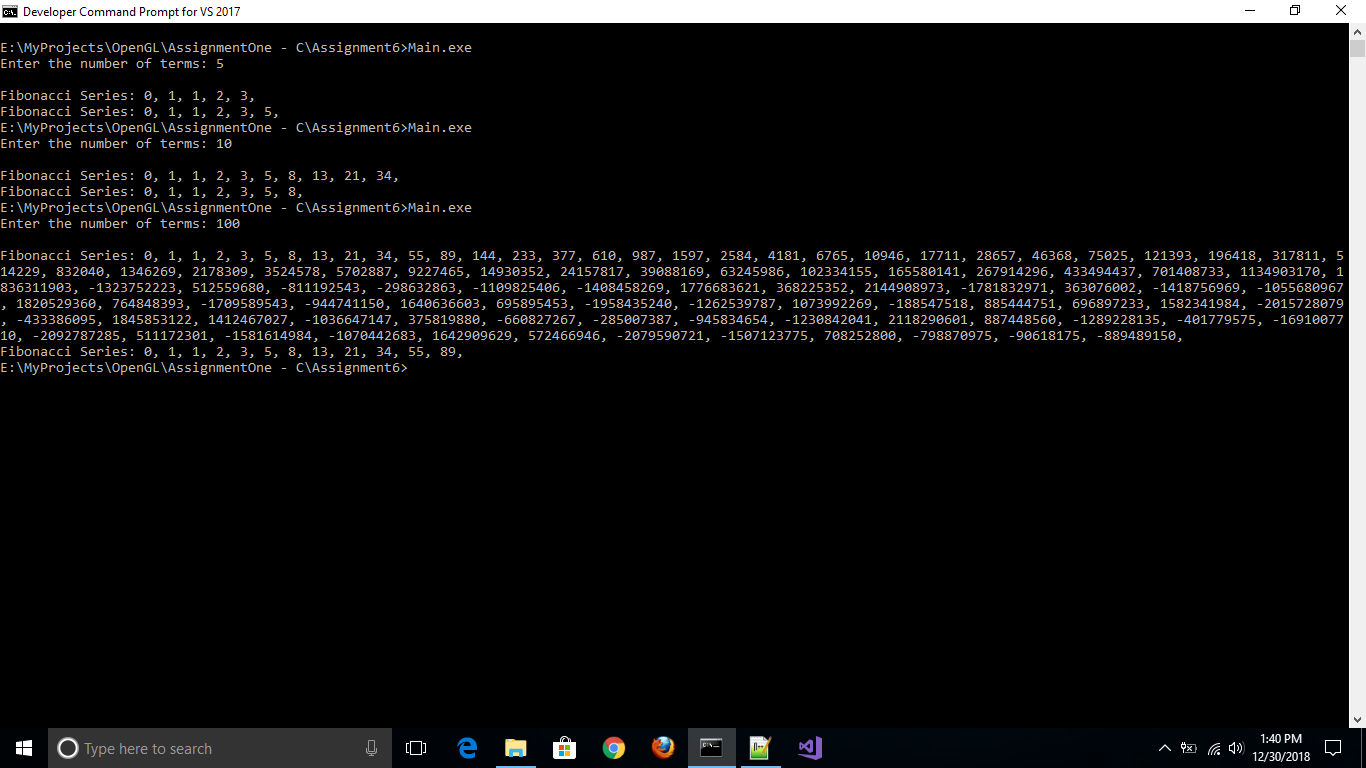 Developer Command Prompt for VS 2017
E:\MyProjects\OpenGL\AssignmentOne - C\Assignment6>Main.exe
Enter the number of terms: 5
Fibonacci Series: 0, 1, 1, 2, 3,
Fibonacci Series: 0, 1, 1, 2, 3, 5,
E:\MyProjects\OpenGL\AssignmentOne - C\Assignment6>Main.exe
Enter the number of terms: 10
Fibonacci Series: 0, 1, 1, 2, 3, 5, 8, 13, 21, 34,
Fibonacci Series: 0, 1, 1, 2, 3, 5, 8,
E:\MyProjects\OpenGL\AssignmentOne - C\Assignment6>Main.exe
Enter the number of terms: 100
Fibonacci Series: 0, 1, 1, 2, 3, 5, 8, 13, 21, 34, 55, 89, 144, 233, 377, 610, 987, 1597, 2584, 4181, 6765, 10946, 17711, 28657, 46368, 75025, 121393, 196418, 317811, 5
14229, 832040, 1346269, 2178309, 3524578, 5702887, 9227465, 14930352, 24157817, 39088169, 63245986, 102334155, 165580141, 267914296, 433494437, 701408733, 1134903170, 1
836311903, -1323752223, 512559680, -811192543, -298632863, -1109825406, -1408458269, 1776683621, 368225352, 2144908973, -1781832971, 363076002, -1418756969, -1055680967
, 1820529360, 764848393, -1709589543, -944741150, 1640636603, 695895453, -1958435240, -1262539787, 1073992269, -188547518, 885444751, 696897233, 1582341984, -2015728079
, -433386095, 1845853122, 1412467027, -1036647147, 375819880, -660827267, -285007387, -945834654, -1230842041, 2118290601, 887448560, -1289228135, -401779575, -16910077
10, -2092787285, 511172301, -1581614984, -1070442683, 1642909629, 572466946, -2079590721, -1507123775, 708252800, -798870975, -90618175, -889489150,
Fibonacci Series: 0, 1, 1, 2, 3, 5, 8, 13, 21, 34, 55, 89,
E:\MyProjects\OpenGL\AssignmentOne - C\Assignment6>
Type here to search
1:40 PM
12/30/2018